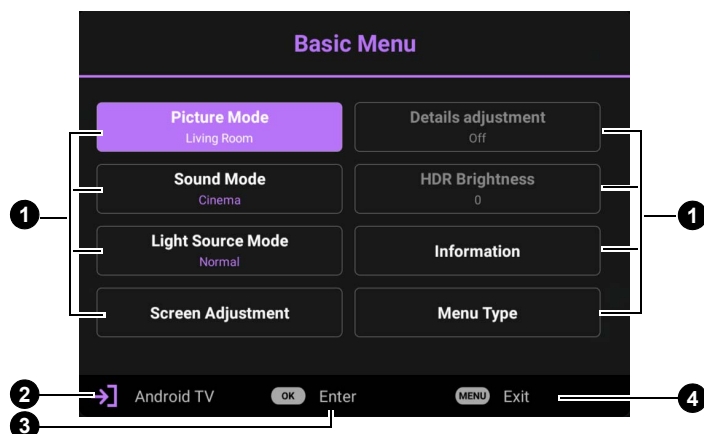 Basic Menu
Picture Mode
Living Room
Details adjustment
Off
Sound Mode
Cinema
HDR Brightness
0
1
1
Light Source Mode
Normal
Information
Screen Adjustment
Menu Type
2
Android TV
OK
Enter
MENU
Exit
4
3